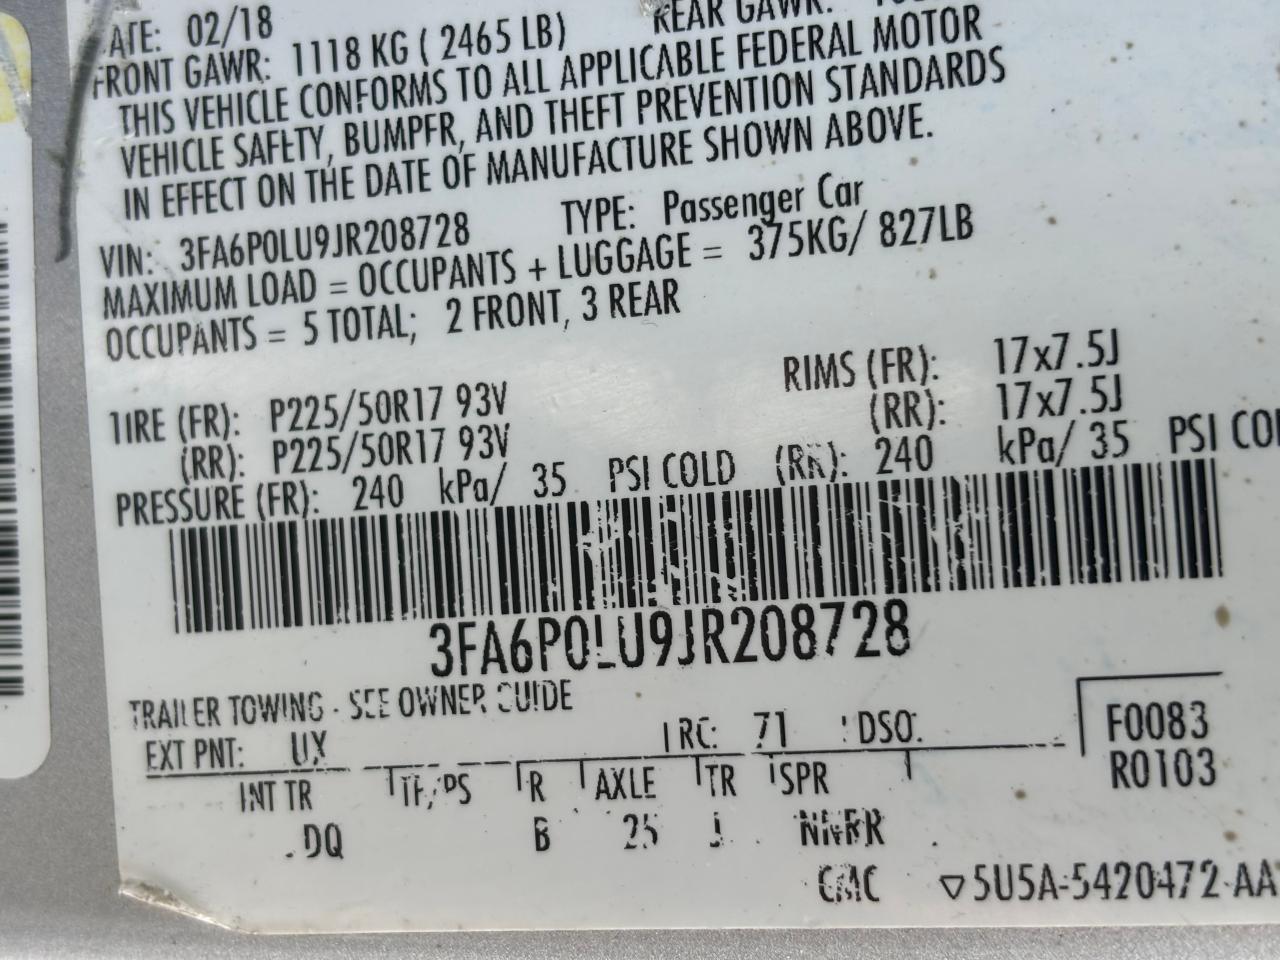 DATE: 02/18
FRONT GAWR: 1118 KG ( 2465 LB) REAR GAWR:
THIS VEHICLE CONFORMS TO ALL APPLICABLE FEDERAL MOTOR
VEHICLE SAFETY, BUMPER, AND THEFT PREVENTION STANDARDS
IN EFFECT ON THE DATE OF MANUFACTURE SHOWN ABOVE.
VIN: 3FA6P0LU9JR208728 TYPE: Passenger Car
MAXIMUM LOAD = OCCUPANTS + LUGGAGE = 375KG/ 827LB
OCCUPANTS = 5 TOTAL; 2 FRONT, 3 REAR
TIRE (FR): P225/50R17 93V RIMS (FR): 17x7.5J
(RR): P225/50R17 93V (RR): 17x7.5J
PRESSURE (FR): 240 kPa/ 35 PSI COLD (RR): 240 kPa/ 35 PSI COL
3FA6P0LU9JR208728
TRAILER TOWING - SEE OWNER GUIDE
EXT PNT: UX RC: 71 DSO: F0083
R0103
INT TR TP/PS R AXLE TR SPR
DQ B 25 J NNRR
CMC ▽5U5A-5420472-AA